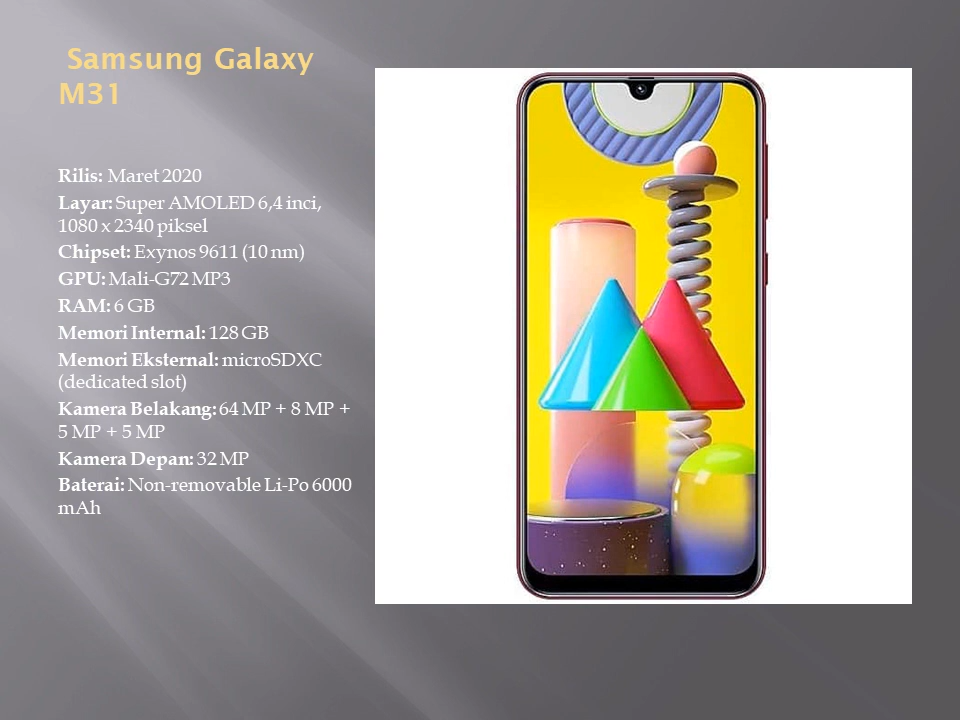 Samsung Galaxy
M31
Rilis: Maret 2020
Layar: Super AMOLED 6,4 inci,
1080 x 2340 piksel
Chipset: Exynos 9611 (10 nm)
GPU: Mali-G72 MP3
RAM: 6 GB
Memori Internal: 128 GB
Memori Eksternal: microSDXC
(dedicated slot)
Kamera Belakang: 64 MP + 8 MP +
5 MP + 5 MP
Kamera Depan: 32 MP
Baterai: Non-removable Li-Po 6000
mAh